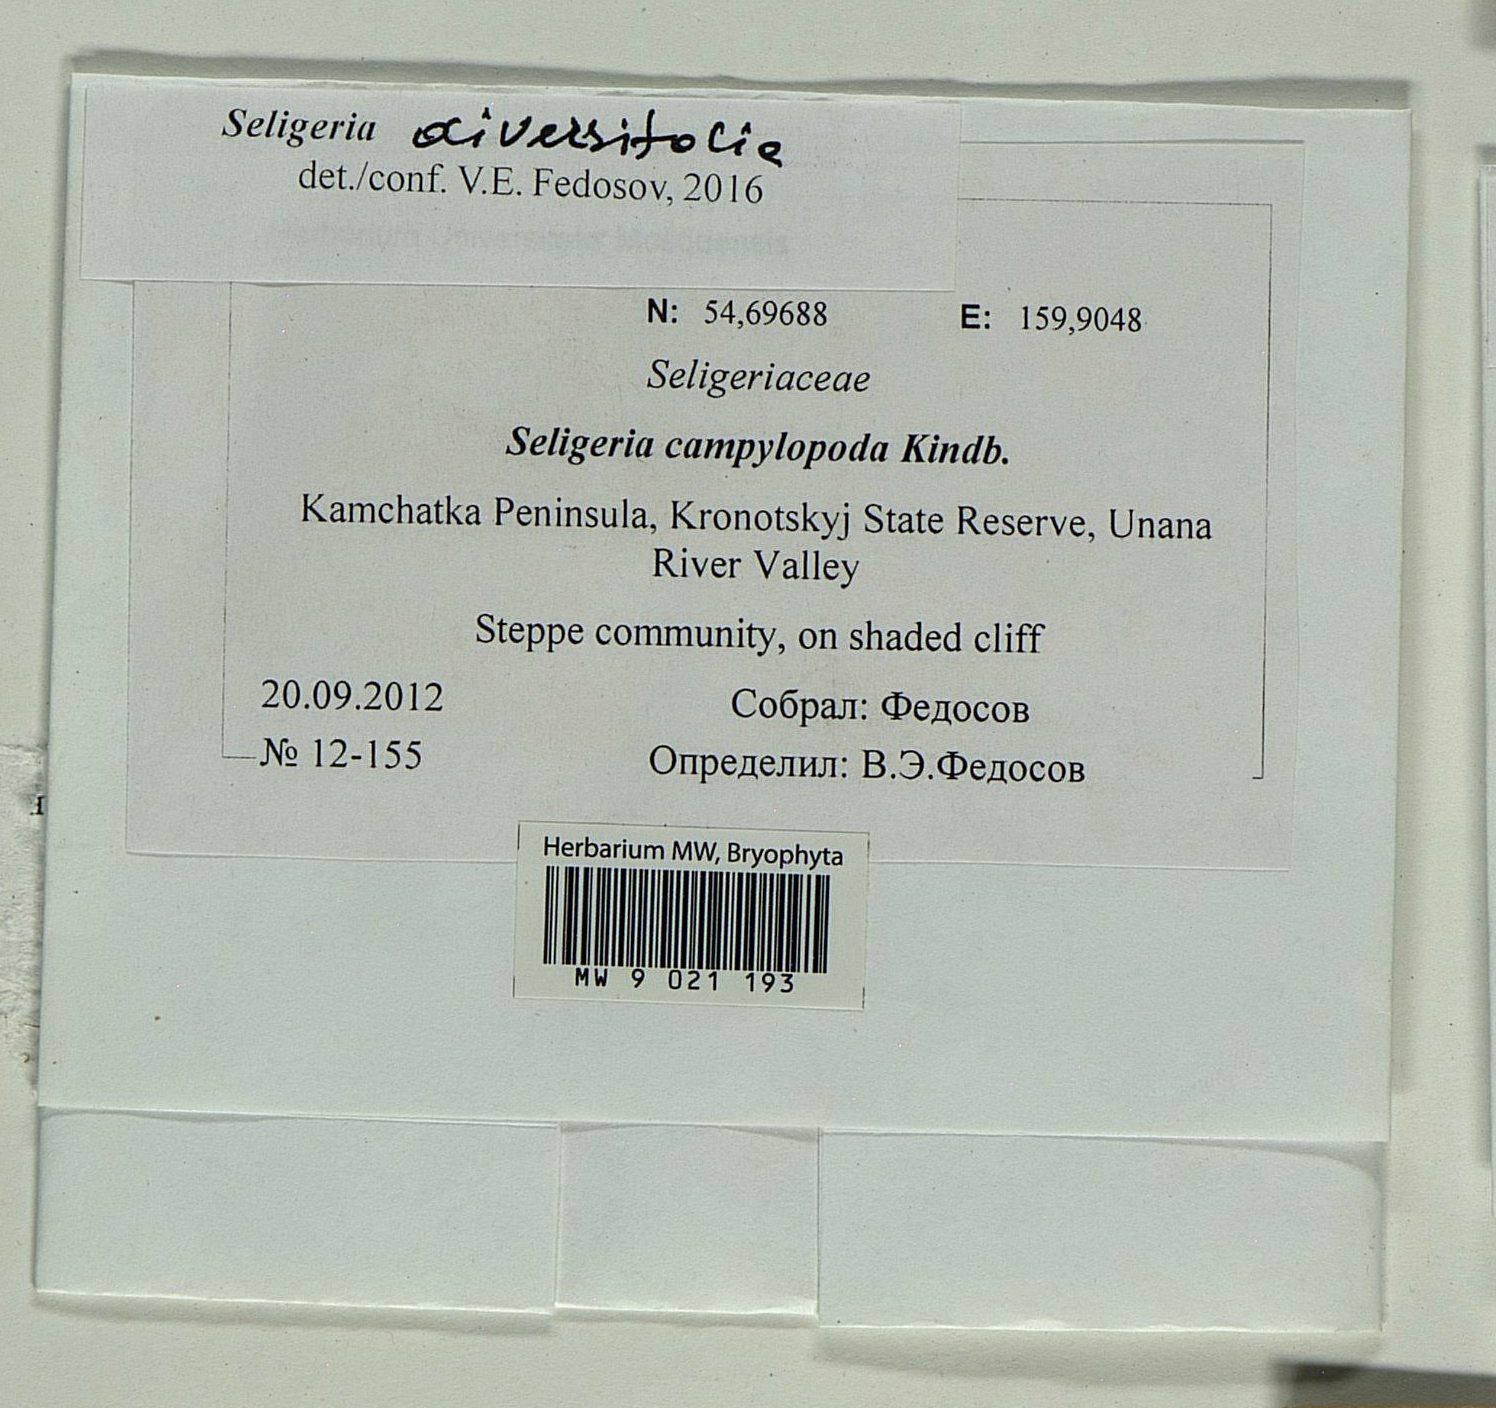 Seligeria diversifolia
det./conf. V.E. Fedosov, 2016
N: 54,69688 E: 159,9048
Seligeriaceae
Seligeria campylopoda Kindb.
Kamchatka Peninsula, Kronotskyj State Reserve, Unana
River Valley
Steppe community, on shaded cliff
20.09.2012 Собрал: Федосов
№ 12-155 Определил: В.Э.Федосов
Herbarium MW, Bryophyta
MW 9 021 193